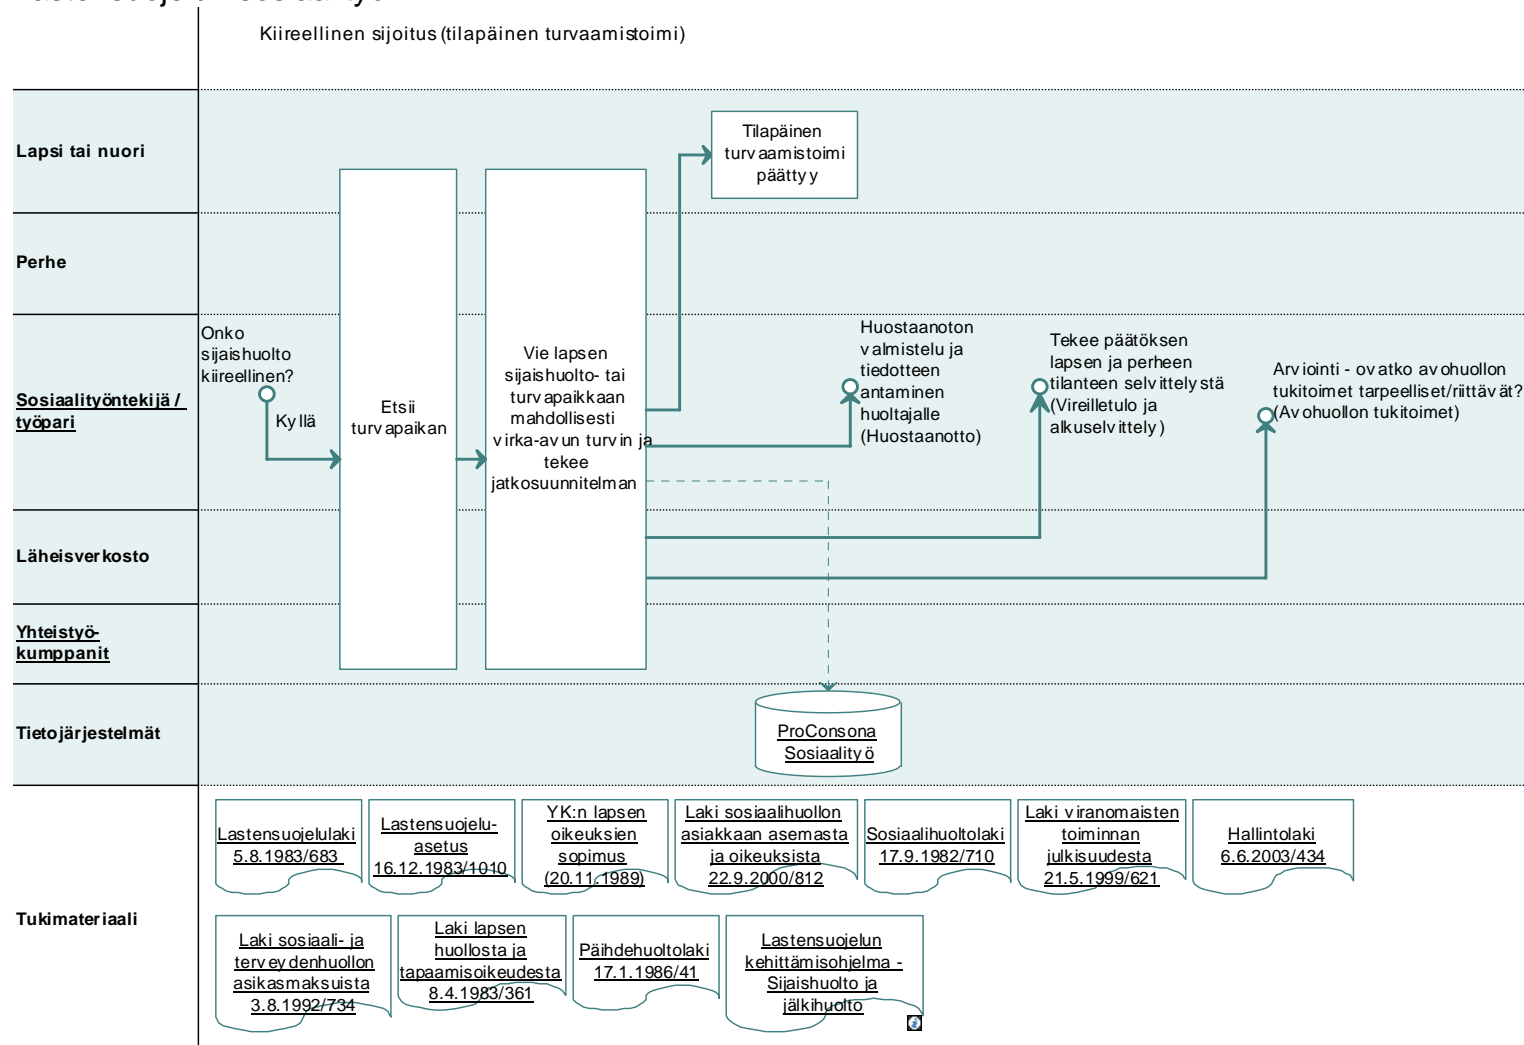 Kiireellinen sijoitus (tilapäinen turvaamistoimi)
Lapsi tai nuori
Tilapäinen
turvaamistoimi
päättyy
Perhe
Sosiaalityöntekijä /
työpari
Onko
sijaishuolto
kiireellinen?
Kyllä
Etsii
turvapaikan
Vie lapsen
sijaishuolto- tai
turvapaikkaan
mahdollisesti
virka-avun turvin ja
tekee
jatkosuunnitelman
Huostaanoton
valmistelu ja
tiedotteen
antaminen
huoltajalle
(Huostaanotto)
Tekee päätöksen
lapsen ja perheen
tilanteen selvittelystä
(Vireilletulo ja
alkuselvittely)
Arviointi - ovatko avohuollon
tukitoimet tarpeelliset/riittävät?
(Avohuollon tukitoimet)
Läheisverkosto
Yhteistyö-
kumppanit
Tietojärjestelmät
ProConsona
Sosiaalityö
Tukimateriaali
Lastensuojelulaki
5.8.1983/683
Lastensuojelu-
asetus
16.12.1983/1010
YK:n lapsen
oikeuksien
sopimus
(20.11.1989)
Laki sosiaalihuollon
asiakkaan asemasta
ja oikeuksista
22.9.2000/812
Sosiaalihuoltolaki
17.9.1982/710
Laki viranomaisten
toiminnan
julkisuudesta
21.5.1999/621
Hallintolaki
6.6.2003/434
Laki sosiaali- ja
terveydenhuollon
asikasmaksuista
3.8.1992/734
Laki lapsen
huollosta ja
tapaamisoikeudesta
8.4.1983/361
Päihdehuoltolaki
17.1.1986/41
Lastensuojelun
kehittämisohjelma -
Sijaishuolto ja
jälkihuolto